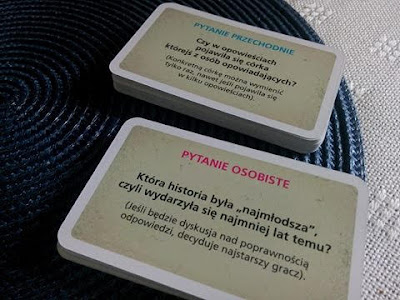 PYTANIE PRZECHODNIE
Czy w opowieściach
pojawiła się córka
którejś z osób opowiadających?
(Konkretną córkę można wymienić
tylko raz, nawet jeśli pojawiła się
w kilku opowieściach).
PYTANIE OSOBISTE
Która historia była „najmłodsza”,
czyli wydarzyła się najmniej lat temu?
(Jeśli będzie dyskusja nad poprawnością
odpowiedzi, decyduje najstarszy gracz).